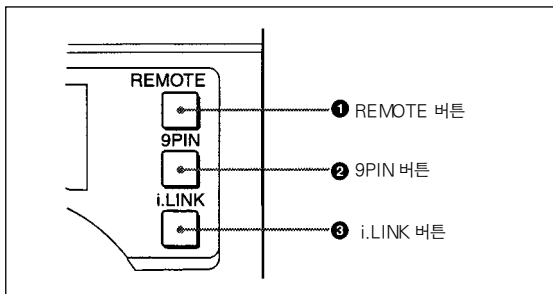 REMOTE
❶ REMOTE 버튼
9PIN
❷ 9PIN 버튼
i.LINK
❸ i.LINK 버튼